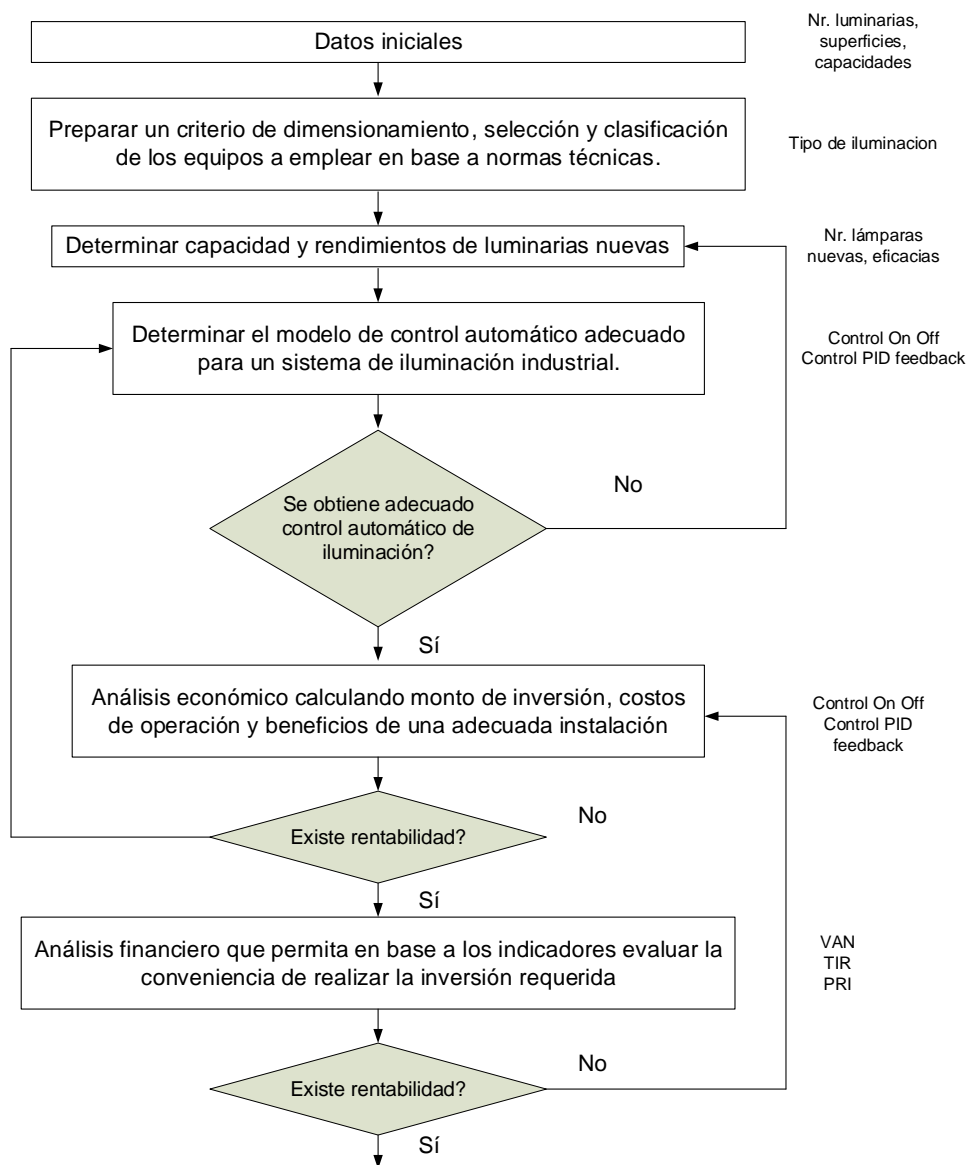 Datos iniciales
Nr. luminarias,
superficies,
capacidades
Preparar un criterio de dimensionamiento, selección y clasificación
de los equipos a emplear en base a normas técnicas.
Tipo de iluminacion
Determinar capacidad y rendimientos de luminarias nuevas
Nr. lámparas
nuevas, eficacias
Determinar el modelo de control automático adecuado
para un sistema de iluminación industrial.
Control On Off
Control PID feedback
Se obtiene adecuado
control automático de
iluminación?
No
Sí
Análisis económico calculando monto de inversión, costos
de operación y beneficios de una adecuada instalación
Control On Off
Control PID
feedback
Existe rentabilidad?
No
Sí
Análisis financiero que permita en base a los indicadores evaluar la
conveniencia de realizar la inversión requerida
VAN
TIR
PRI
Existe rentabilidad?
No
Sí